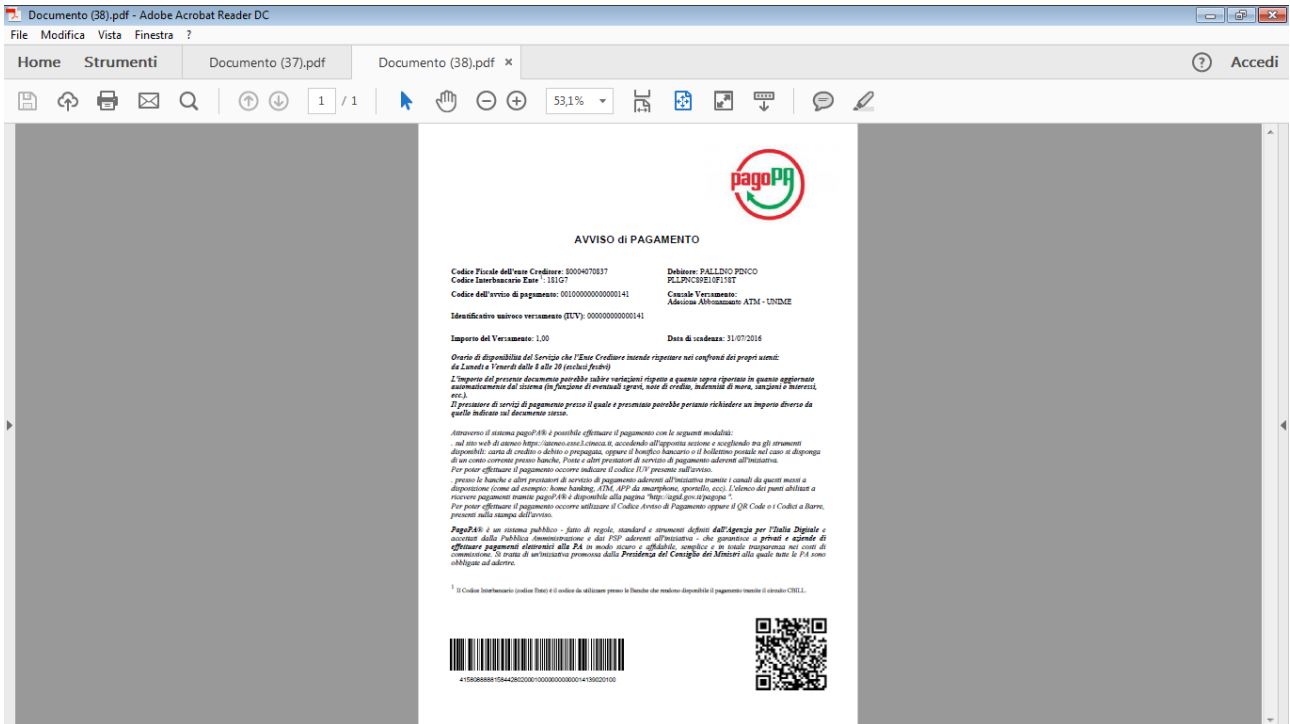 Documento (38).pdf - Adobe Acrobat Reader DC
File Modifica Vista Finestra ?
Home Strumenti Documento (37).pdf Documento (38).pdf × ? Accedi
1 / 1 53,1%
pagoPA
AVVISO di PAGAMENTO
Codice Fiscale dell'ente Creditore: 80004070837
Codice Interbancario Ente 1: 181G7
Debitore: PALLINO PINCO
PLLPNC89E10F158T
Codice dell'avviso di pagamento: 001000000000000141
Causale Versamento:
Adesione Abbonamento ATM - UNIME
Identificativo univoco versamento (IUV): 000000000000141
Importo del Versamento: 1,00
Data di scadenza: 31/07/2016
Orario di disponibilità del Servizio che l'Ente Creditore intende rispettare nei confronti dei propri utenti:
da Lunedì a Venerdì dalle 8 alle 20 (esclusi festivi)
L'importo del presente documento potrebbe subire variazioni rispetto a quanto sopra riportato in quanto aggiornato
automaticamente dal sistema (in funzione di eventuali sgravi, note di credito, indennità di mora, sanzioni o interessi,
ecc.).
Il prestatore di servizi di pagamento presso il quale è presentato potrebbe pertanto richiedere un importo diverso da
quello indicato sul documento stesso.
Attraverso il sistema pagoPA® è possibile effettuare il pagamento con le seguenti modalità:
. sul sito web di ateneo https://ateneo.esse3.cineca.it, accedendo all'apposita sezione e scegliendo tra gli strumenti
disponibili: carta di credito o debito o prepagata, oppure il bonifico bancario o il bollettino postale nel caso si disponga
di un conto corrente presso banche, Poste e altri prestatori di servizio di pagamento aderenti all'iniziativa.
Per poter effettuare il pagamento occorre indicare il codice IUV presente sull'avviso.
. presso le banche e altri prestatori di servizio di pagamento aderenti all'iniziativa tramite i canali da questi messi a
disposizione (come ad esempio: home banking, ATM, APP da smartphone, sportello, ecc). L'elenco dei punti abilitati a
ricevere pagamenti tramite pagoPA® è disponibile alla pagina "http://agid.gov.it/pagopa ".
Per poter effettuare il pagamento occorre utilizzare il Codice Avviso di Pagamento oppure il QR Code o i Codici a Barre,
presenti sulla stampa dell'avviso.
PagoPA® è un sistema pubblico - fatto di regole, standard e strumenti definiti dall'Agenzia per l'Italia Digitale e
accettati dalla Pubblica Amministrazione e dai PSP aderenti all'iniziativa - che garantisce a privati e aziende di
effettuare pagamenti elettronici alla PA in modo sicuro e affidabile, semplice e in totale trasparenza nei costi di
commissione. Si tratta di un'iniziativa promossa dalla Presidenza del Consiglio dei Ministri alla quale tutte le PA sono
obbligate ad aderire.
1 Il Codice Interbancario (codice Ente) è il codice da utilizzare presso le Banche che rendono disponibile il pagamento tramite il circuito CBILL.